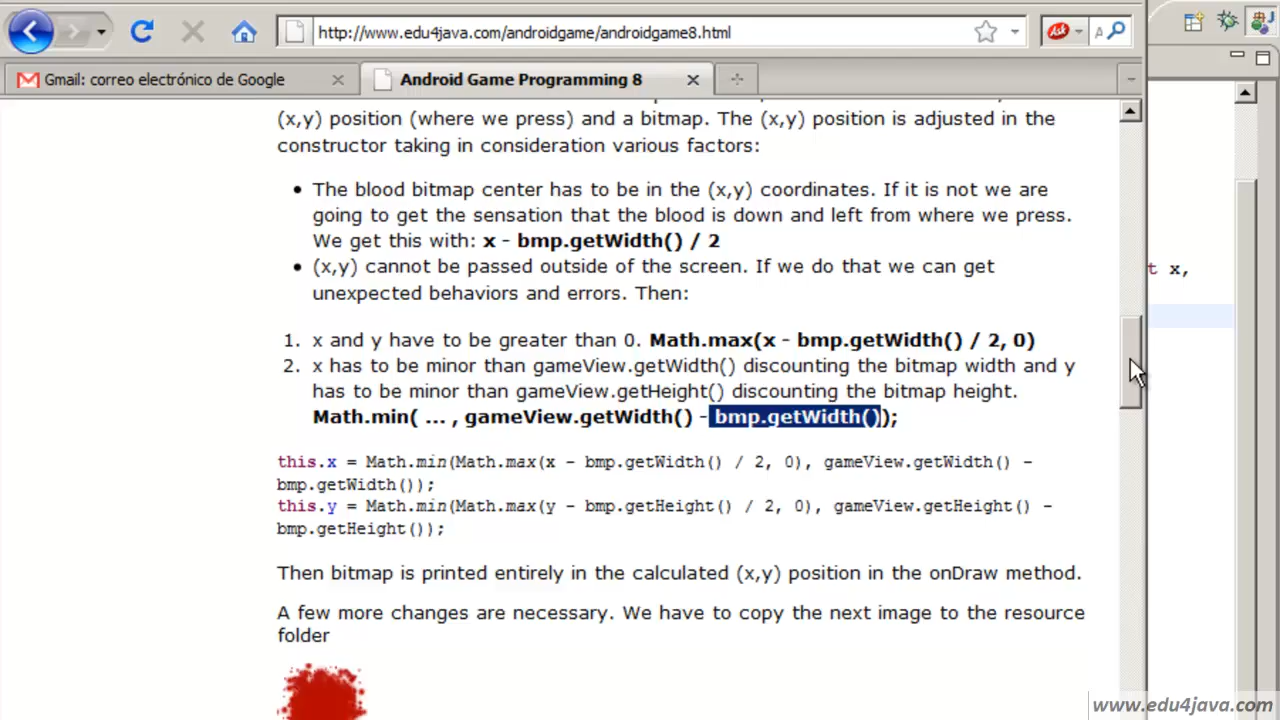 http://www.edu4java.com/androidgame/androidgame8.html
Ask
A
J
Gmail: correo electrónico de Google
Android Game Programming 8
(x,y) position (where we press) and a bitmap. The (x,y) position is adjusted in the
constructor taking in consideration various factors:
The blood bitmap center has to be in the (x,y) coordinates. If it is not we are
going to get the sensation that the blood is down and left from where we press.
We get this with: x - bmp.getWidth() / 2
(x,y) cannot be passed outside of the screen. If we do that we can get
unexpected behaviors and errors. Then:
t x,
1. x and y have to be greater than 0. Math.max(x - bmp.getWidth() / 2, 0)
2. x has to be minor than gameView.getWidth() discounting the bitmap width and y
has to be minor than gameView.getHeight() discounting the bitmap height.
Math.min( ... , gameView.getWidth() - bmp.getWidth());
this.x = Math.min(Math.max(x - bmp.getWidth() / 2, 0), gameView.getWidth() -
bmp.getWidth());
this.y = Math.min(Math.max(y - bmp.getHeight() / 2, 0), gameView.getHeight() -
bmp.getHeight());
Then bitmap is printed entirely in the calculated (x,y) position in the onDraw method.
A few more changes are necessary. We have to copy the next image to the resource
folder
www.edu4java.com